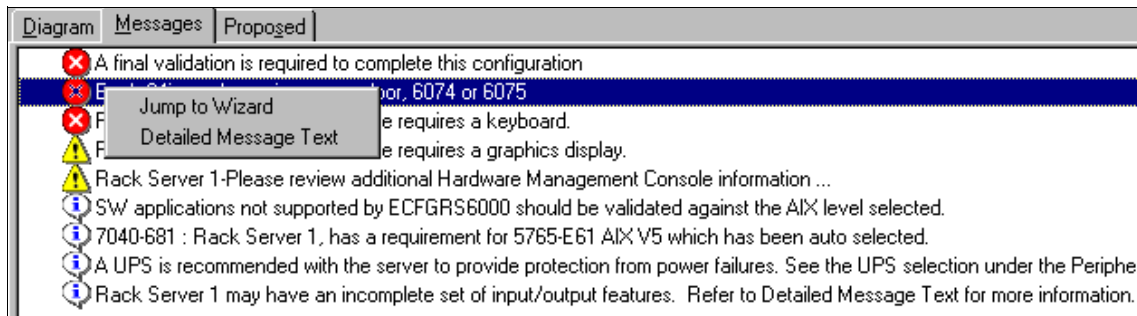 Diagram Messages Proposed
A final validation is required to complete this configuration
oor, 6074 or 6075
Jump to Wizard
e requires a keyboard.
Detailed Message Text
e requires a graphics display.
Rack Server 1-Please review additional Hardware Management Console information ...
SW applications not supported by ECFGRS6000 should be validated against the AIX level selected.
7040-681 : Rack Server 1, has a requirement for 5765-E61 AIX V5 which has been auto selected.
A UPS is recommended with the server to provide protection from power failures. See the UPS selection under the Periphe
Rack Server 1 may have an incomplete set of input/output features. Refer to Detailed Message Text for more information.